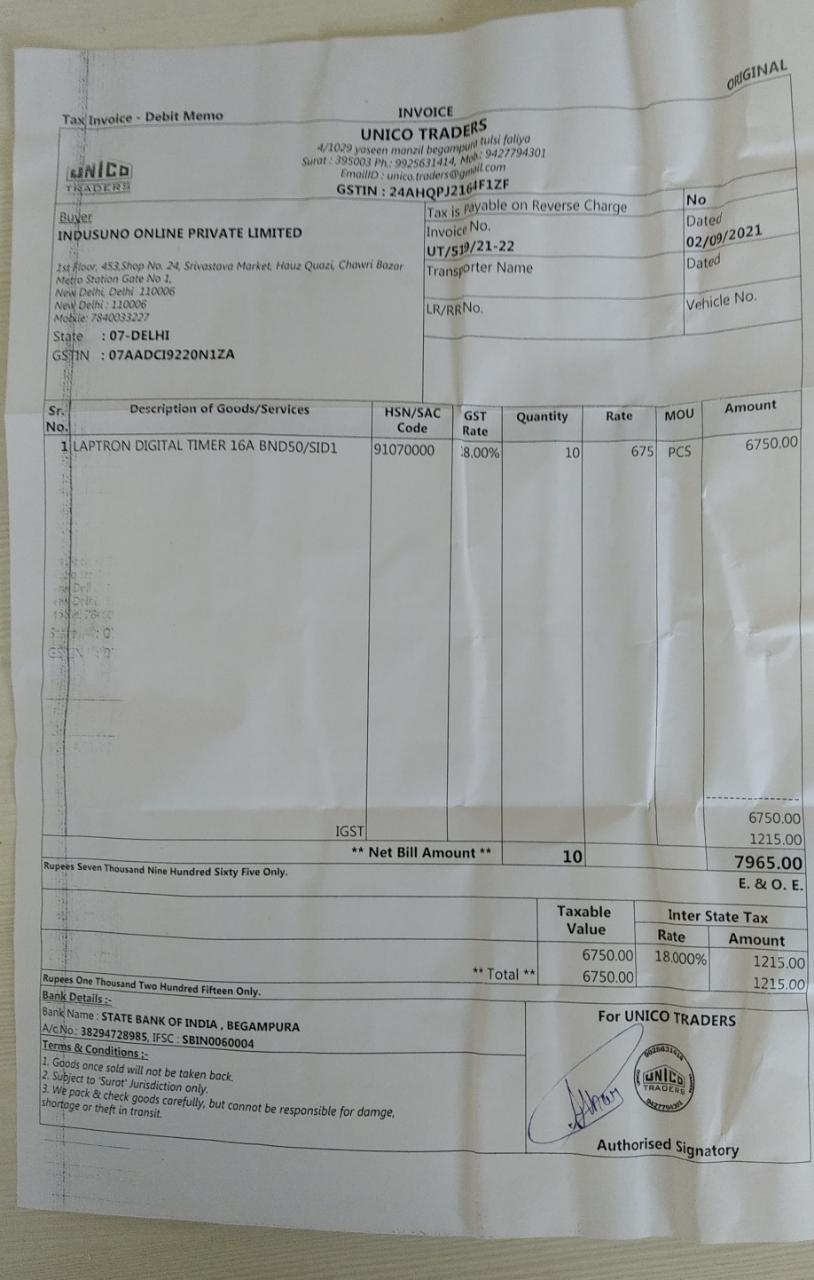 ORIGINAL
Tax Invoice - Debit Memo
INVOICE
UNICO TRADERS
4/1029 yaseen manzil begampura tulsi faliya
Surat : 395003 Ph.: 9925631414, Mob.: 9427794301
EmailID : unico.traders@gmail.com
GSTIN : 24AHQPJ2164F1ZF
UNICO
TRADERS
Buyer
INDUSUNO ONLINE PRIVATE LIMITED
1st Floor, 453,Shop No. 24, Srivastava Market, Hauz Quazi, Chawri Bazar
Metro Station Gate No 1,
New Delhi, Delhi 110006
New Delhi : 110006
Mobile: 7840033227
State : 07-DELHI
GSTIN : 07AADCI9220N1ZA
Tax is Payable on Reverse Charge No
Invoice No. Dated
UT/519/21-22 02/09/2021
Transporter Name Dated
LR/RRNo. Vehicle No.
Sr. No. Description of Goods/Services HSN/SAC Code GST Rate Quantity Rate MOU Amount
1 LAPTRON DIGITAL TIMER 16A BND50/SID1 91070000 8.00% 10 675 PCS 6750.00
6750.00
IGST 1215.00
** Net Bill Amount ** 10 7965.00
Rupees Seven Thousand Nine Hundred Sixty Five Only.
E. & O. E.
Taxable Value Inter State Tax
Rate Amount
6750.00 18.000% 1215.00
** Total ** 6750.00 1215.00
Rupees One Thousand Two Hundred Fifteen Only.
Bank Details :-
Bank Name : STATE BANK OF INDIA , BEGAMPURA
A/c.No.: 38294728985, IFSC : SBIN0060004
Terms & Conditions :-
1. Goods once sold will not be taken back.
2. Subject to 'Surat' Jurisdiction only.
3. We pack & check goods carefully, but cannot be responsible for damge,
shortage or theft in transit.
For UNICO TRADERS
9925631414
UNICO
TRADERS
9427794301
Authorised Signatory